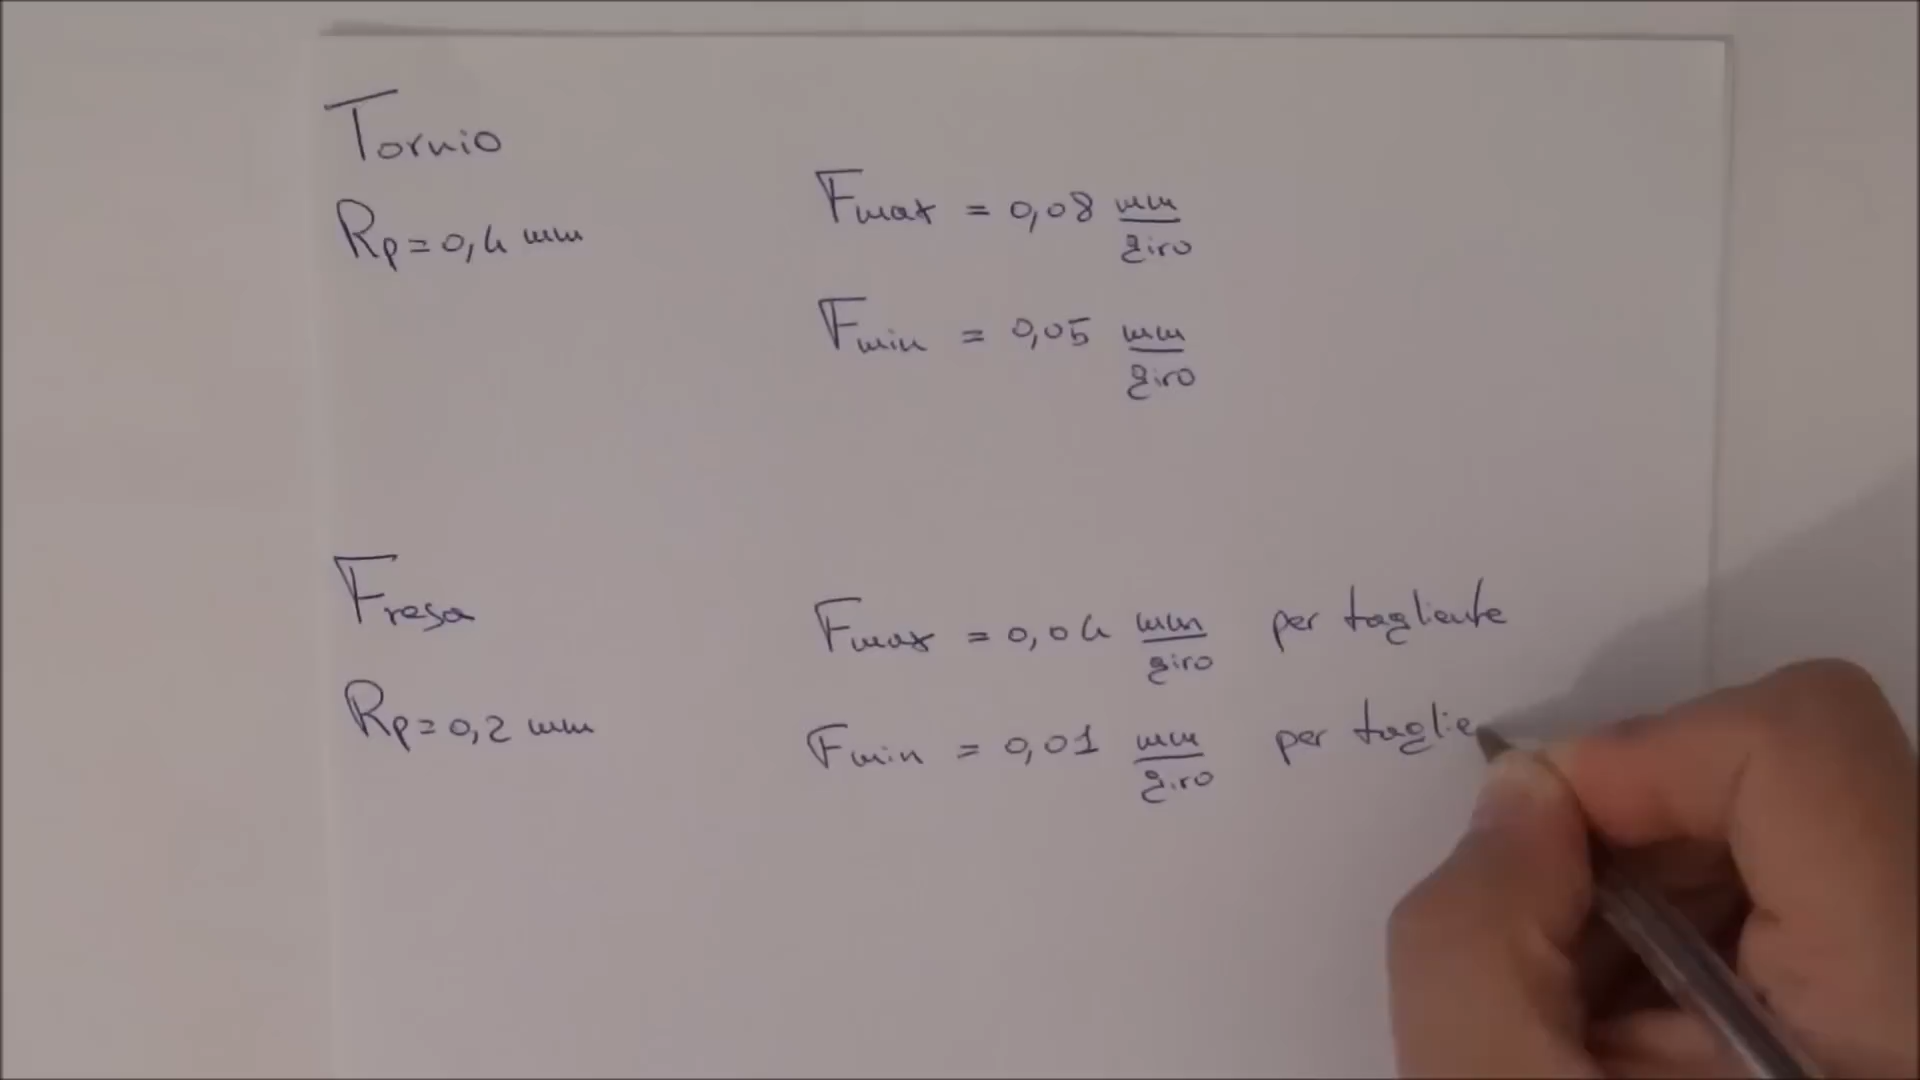 Tornio
Rp = 0,4 mm
Fmax = 0,08 mm/giro
Fmin = 0,05 mm/giro
Fresa
Rp = 0,2 mm
Fmax = 0,04 mm/giro per tagliente
Fmin = 0,01 mm/giro per taglie